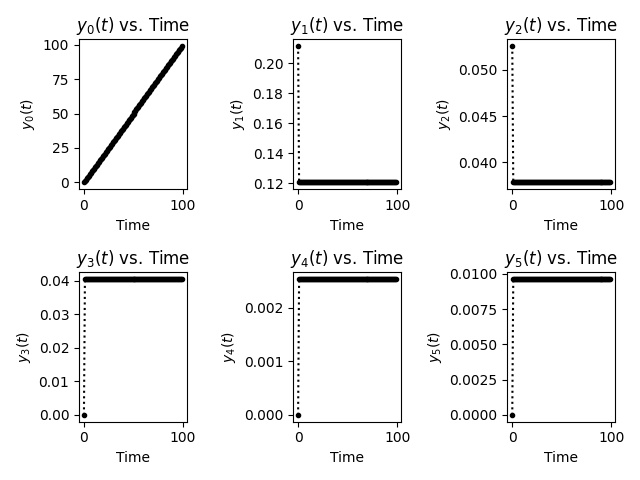 y₀(t) vs. Time
y₁(t) vs. Time
y₂(t) vs. Time
100
75
50
25
0
y₀(t)
0 100
Time
0.20
0.18
0.16
0.14
0.12
y₁(t)
0 100
Time
0.050
0.045
0.040
y₂(t)
0 100
Time
y₃(t) vs. Time
y₄(t) vs. Time
y₅(t) vs. Time
0.04
0.03
0.02
0.01
0.00
y₃(t)
0 100
Time
0.002
0.001
0.000
y₄(t)
0 100
Time
0.0100
0.0075
0.0050
0.0025
0.0000
y₅(t)
0 100
Time